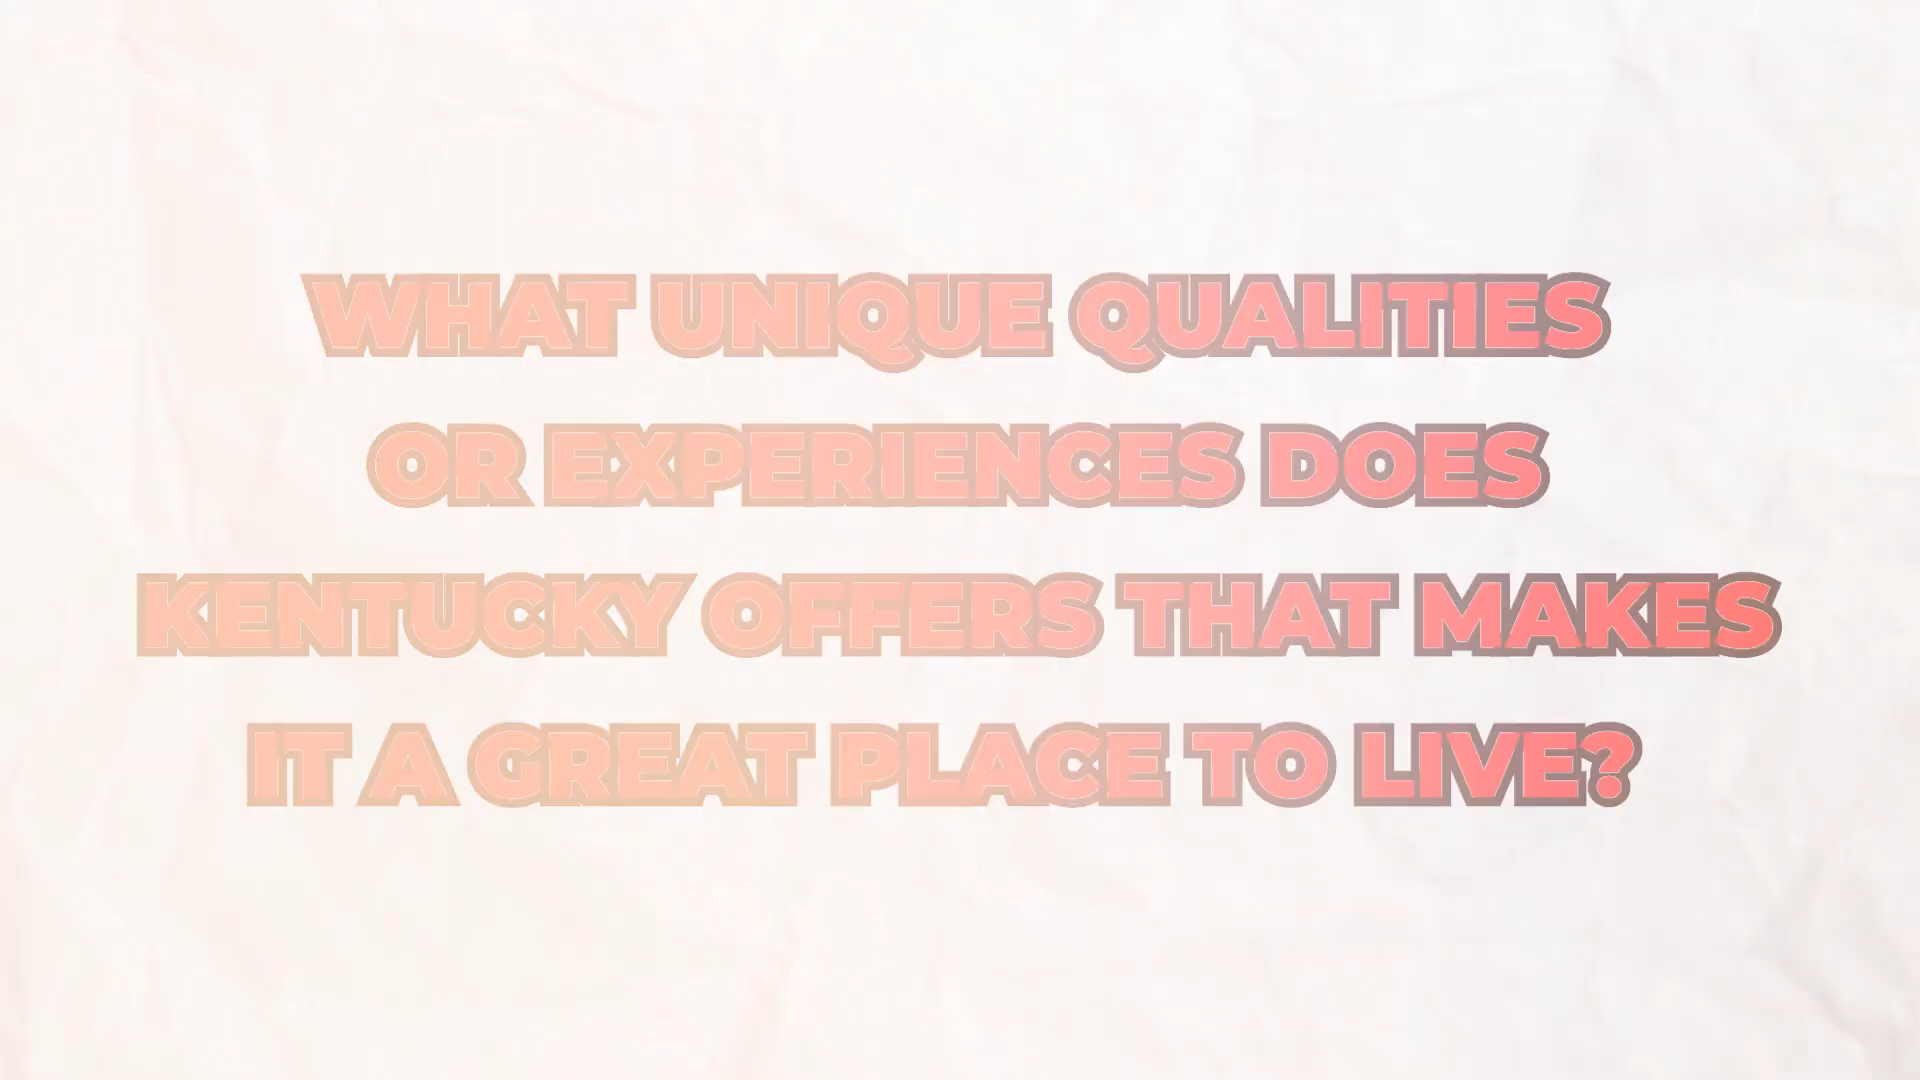 WHAT UNIQUE QUALITIES
OR EXPERIENCES DOES
KENTUCKY OFFERS THAT MAKES
IT A GREAT PLACE TO LIVE?